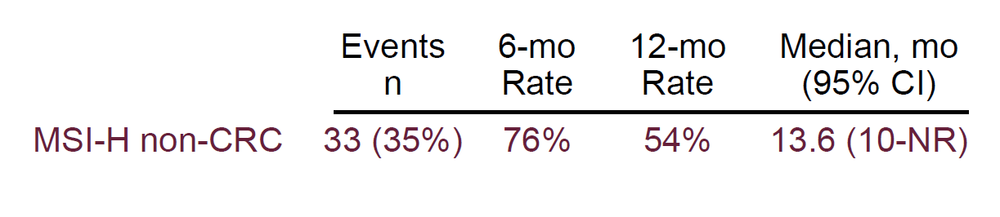 Events 6-mo 12-mo Median, mo
n Rate Rate (95% CI)
MSI-H non-CRC 33 (35%) 76% 54% 13.6 (10-NR)